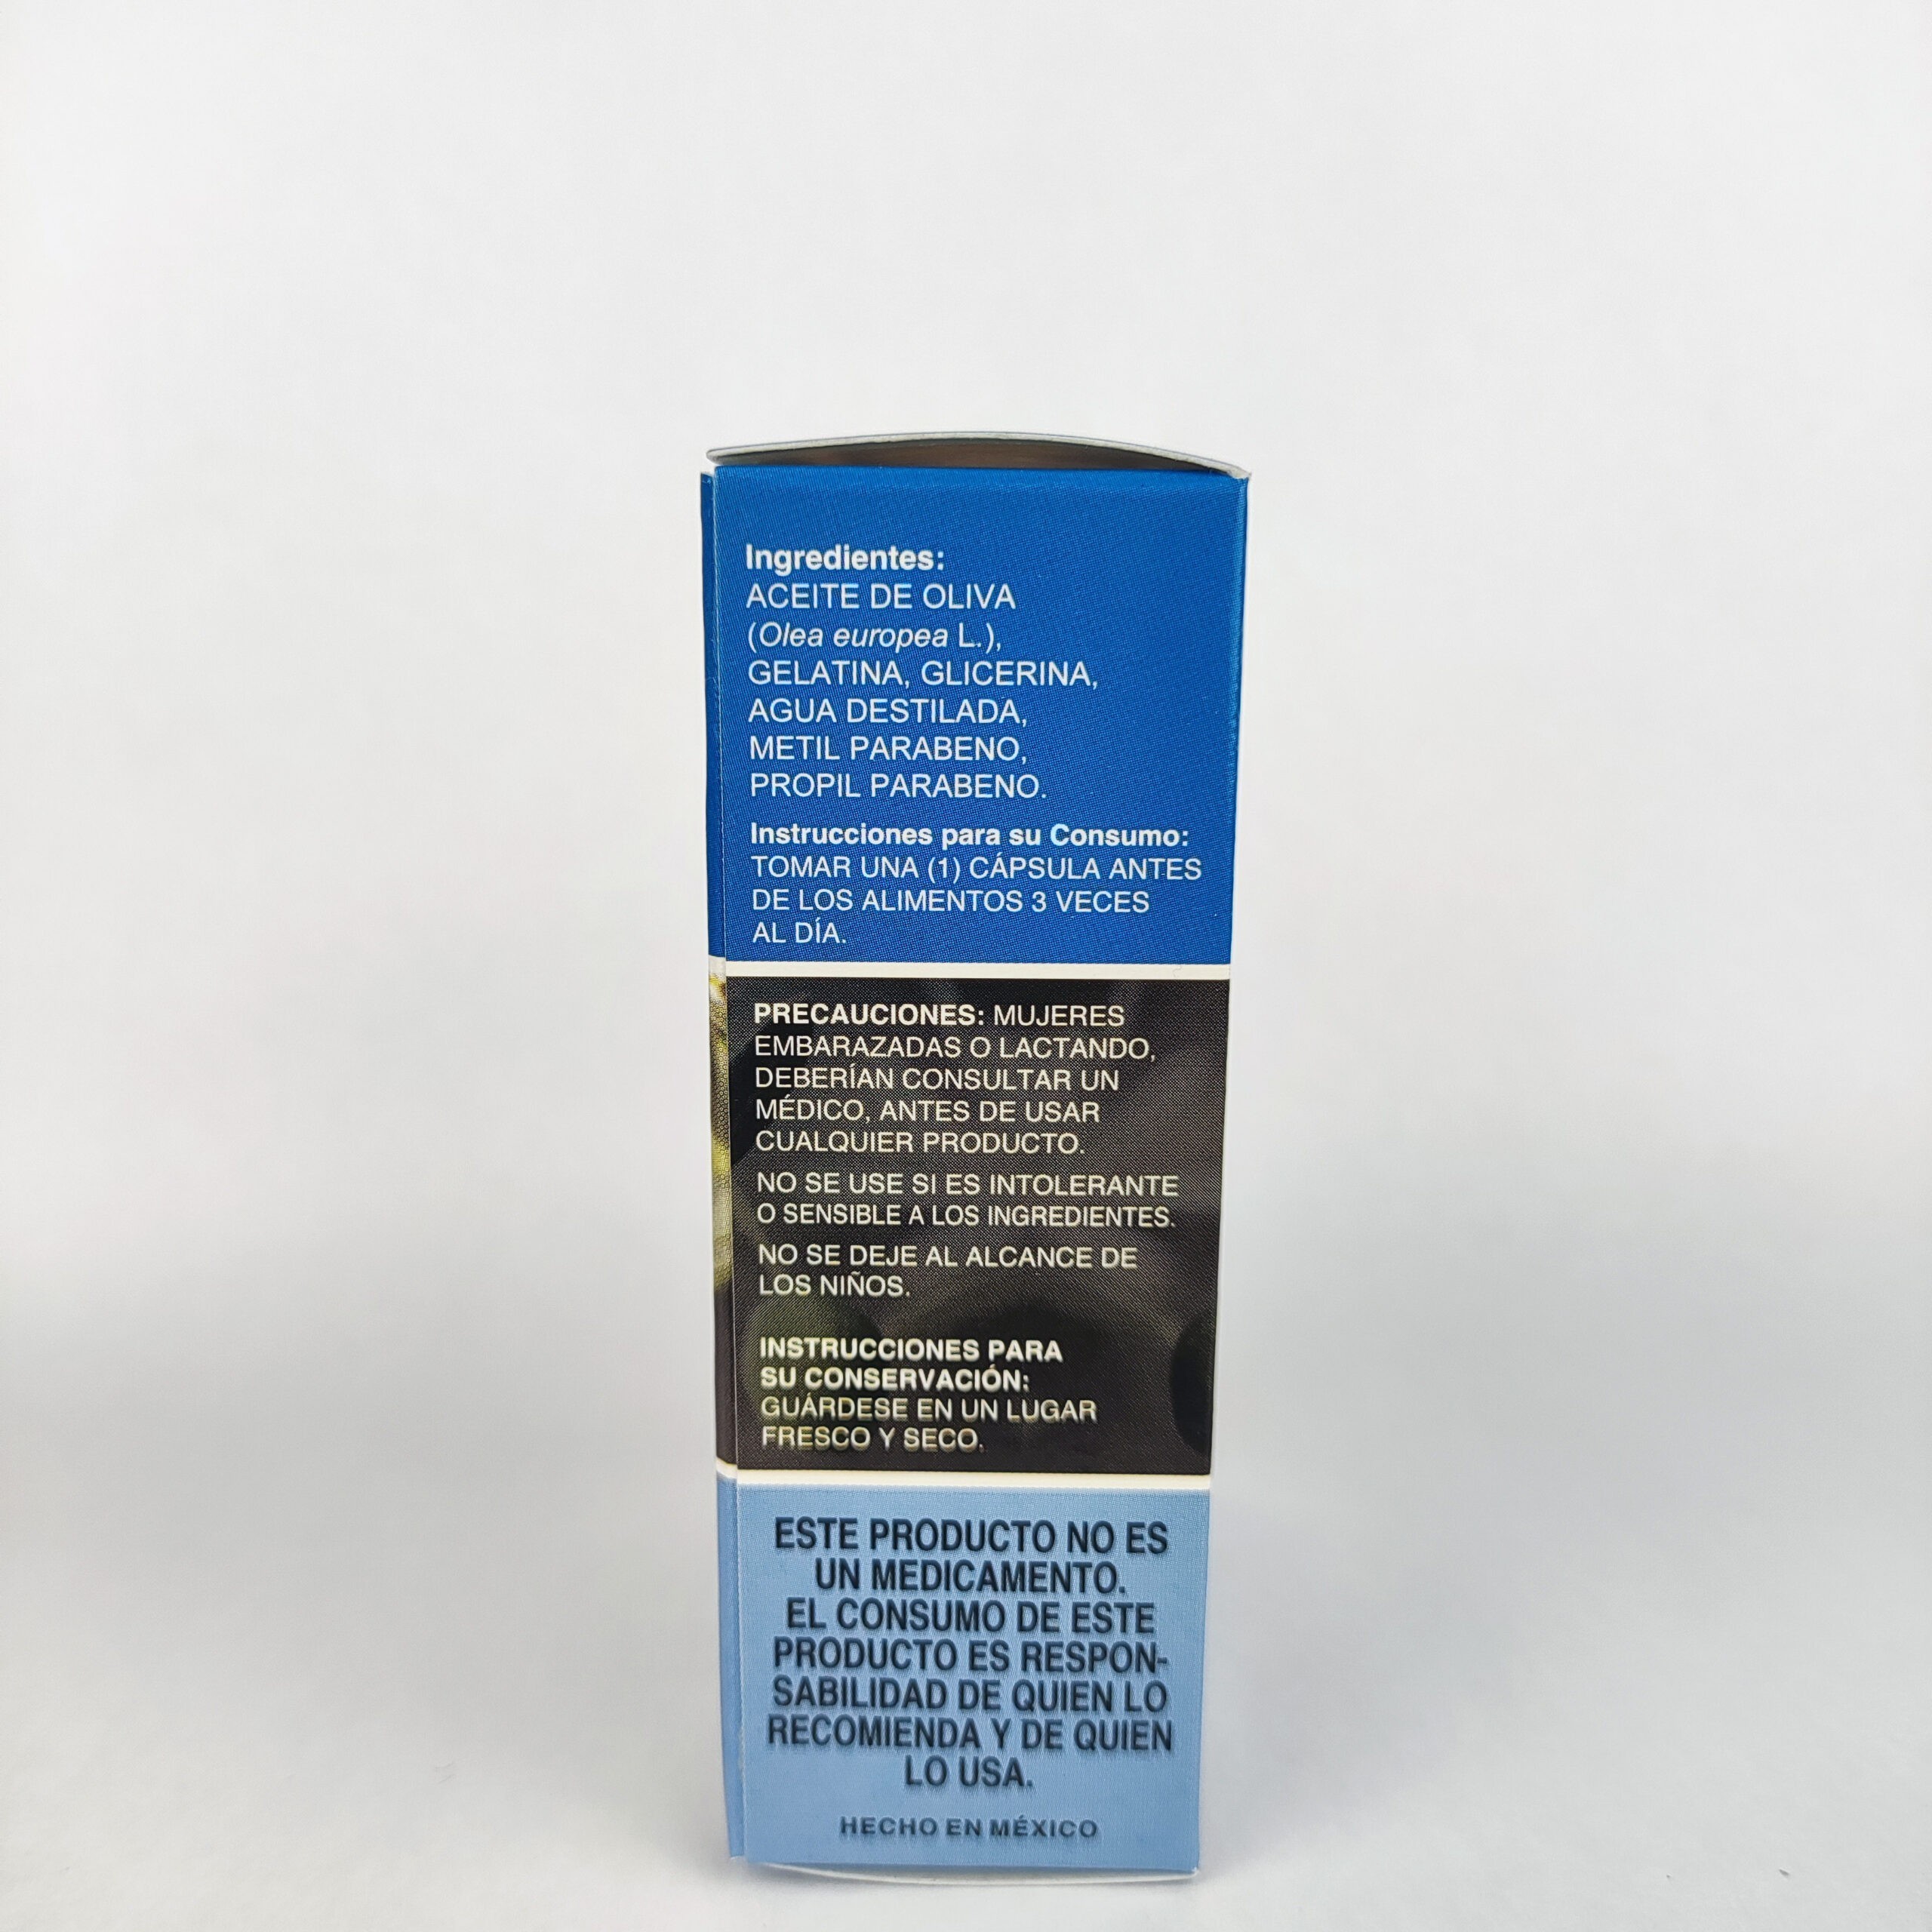 Ingredientes:
ACEITE DE OLIVA
(Olea europea L.),
GELATINA, GLICERINA,
AGUA DESTILADA,
METIL PARABENO,
PROPIL PARABENO.
Instrucciones para su Consumo:
TOMAR UNA (1) CÁPSULA ANTES
DE LOS ALIMENTOS 3 VECES
AL DÍA.
PRECAUCIONES: MUJERES
EMBARAZADAS O LACTANDO,
DEBERÍAN CONSULTAR UN
MÉDICO, ANTES DE USAR
CUALQUIER PRODUCTO.
NO SE USE SI ES INTOLERANTE
O SENSIBLE A LOS INGREDIENTES.
NO SE DEJE AL ALCANCE DE
LOS NIÑOS.
INSTRUCCIONES PARA
SU CONSERVACIÓN:
GUÁRDESE EN UN LUGAR
FRESCO Y SECO.
ESTE PRODUCTO NO ES
UN MEDICAMENTO.
EL CONSUMO DE ESTE
PRODUCTO ES RESPON-
SABILIDAD DE QUIEN LO
RECOMIENDA Y DE QUIEN
LO USA.
HECHO EN MÉXICO